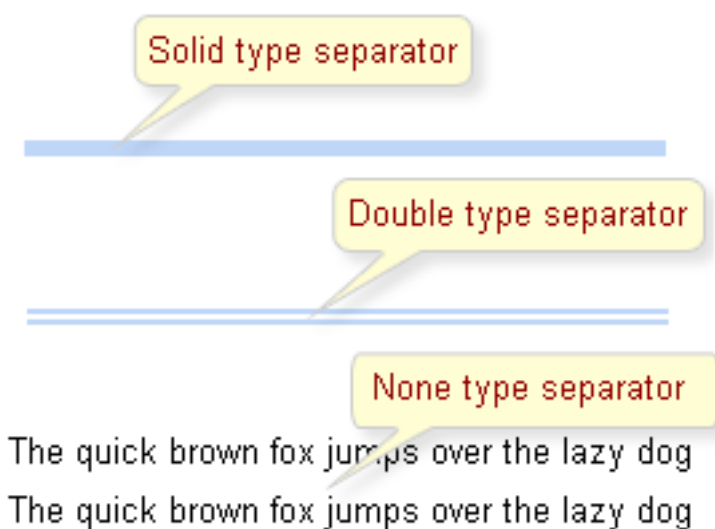 Solid type separator
Double type separator
None type separator
The quick brown fox jumps over the lazy dog
The quick brown fox jumps over the lazy dog